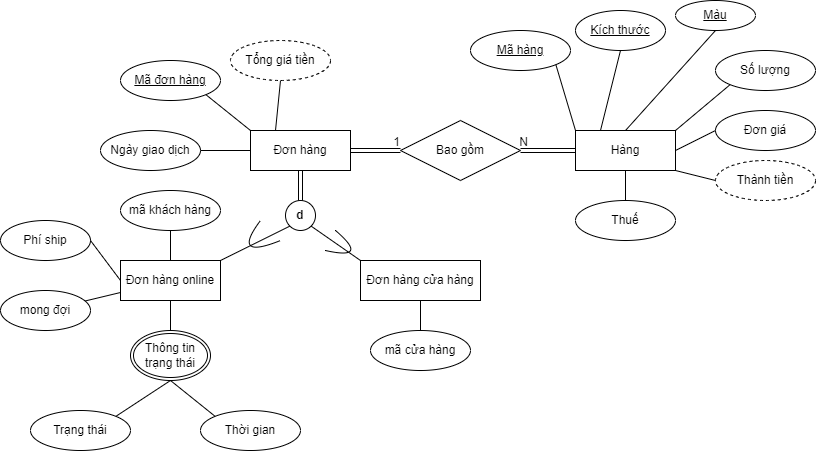 Màu
Kích thước
Mã hàng
Tổng giá tiền
Mã đơn hàng
Số lượng
Đơn giá
Ngày giao dịch
Đơn hàng
1
Bao gồm
N
Hàng
Thành tiền
mã khách hàng
d
Thuế
Phí ship
Đơn hàng online
Đơn hàng cửa hàng
mong đợi
Thông tin
trạng thái
mã cửa hàng
Trạng thái
Thời gian